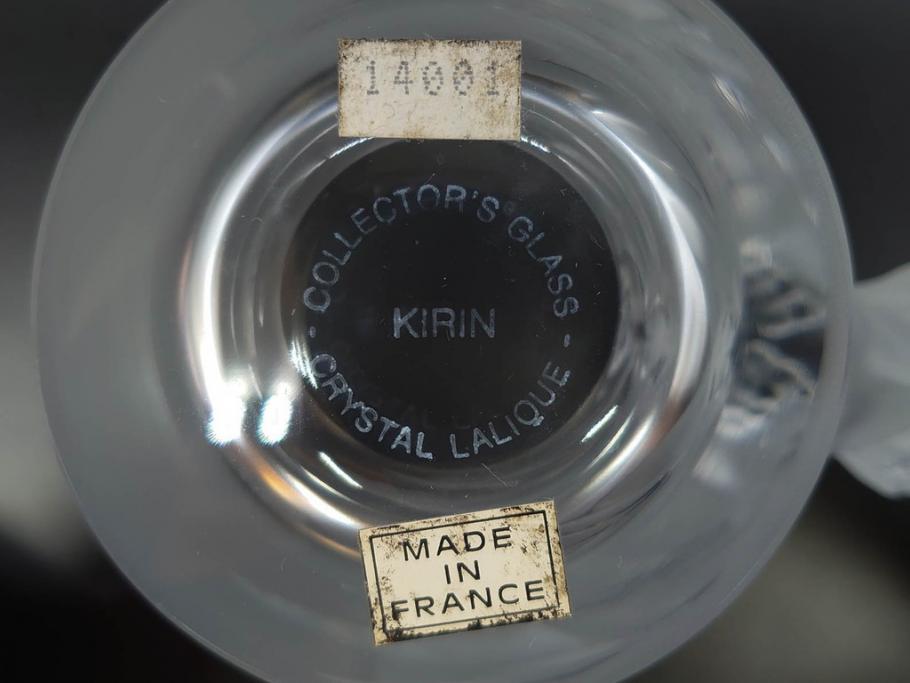 14001
COLLECTOR'S GLASS
KIRIN
- CRYSTAL LALIQUE -
MADE
IN
FRANCE